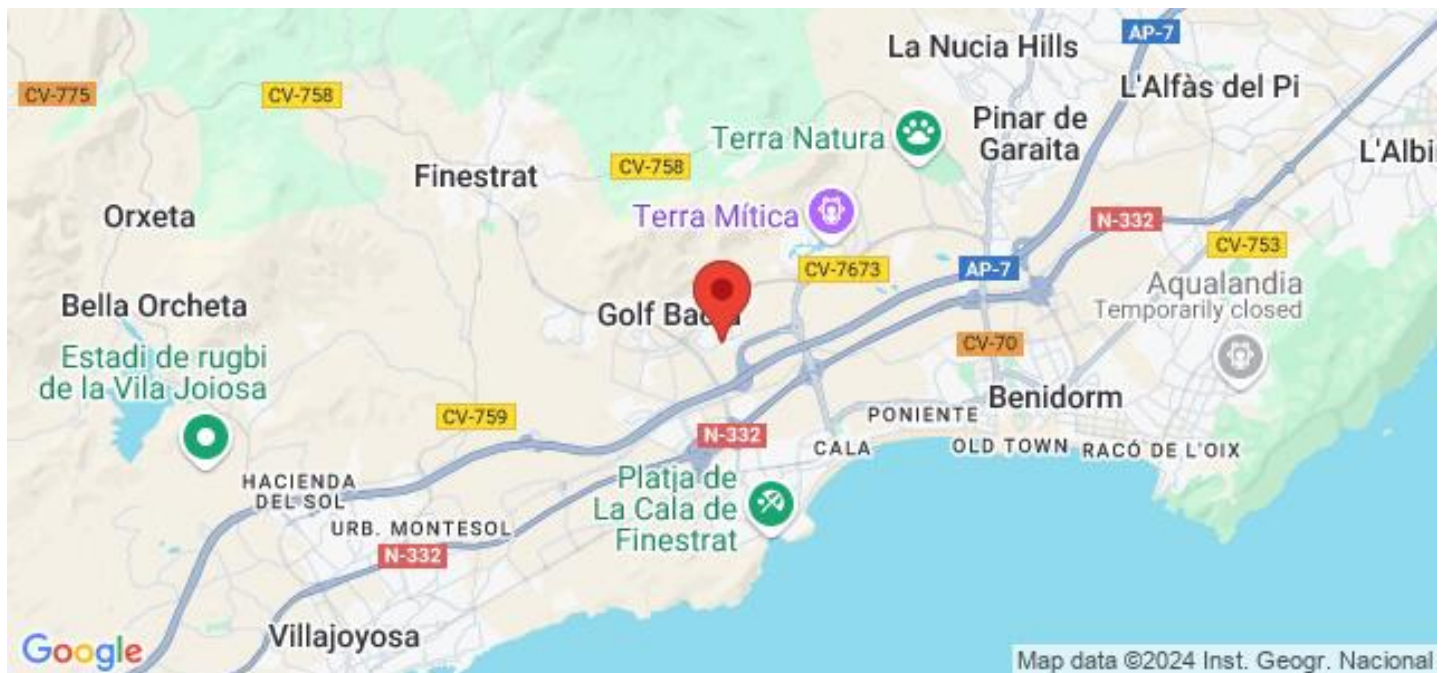 La Nucia Hills
AP-7
CV-775
CV-758
L'Alfàs del Pi
Terra Natura
Pinar de
Garaita
L'Albi
Finestrat
CV-758
Orxeta
Terra Mítica
N-332
CV-753
CV-7673
AP-7
Aqualandia
Temporarily closed
Bella Orcheta
Golf
Estadi de rugbi
de la Vila Joiosa
CV-70
Benidorm
CV-759
PONIENTE
N-332
CALA
OLD TOWN
RACÓ DE L'OIX
HACIENDA
DEL SOL
Platja de
La Cala de
Finestrat
URB. MONTESOL
N-332
Villajoyosa
Google
Map data ©2024 Inst. Geogr. Nacional